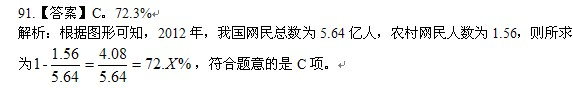 91.【答案】C。72.3%
解析：根据图形可知，2012 年，我国网民总数为 5.64 亿人，农村网民人数为 1.56，则所求
为1-1.56/5.64=4.08/5.64=72.X%，符合题意的是 C 项。